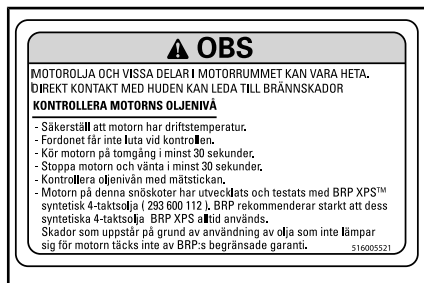 OBS
MOTOROLJA OCH VISSA DELAR I MOTORRUMMET KAN VARA HETA.
DIREKT KONTAKT MED HUDEN KAN LEDA TILL BRÄNNSKADOR
KONTROLLERA MOTORNS OLJENIVÅ
- Säkerställ att motorn har driftstemperatur.
- Fordonet får inte luta vid kontrollen.
- Kör motorn på tomgång i minst 30 sekunder.
- Stoppa motorn och vänta i minst 30 sekunder.
- Kontrollera oljenivån med mätstickan.
- Motorn på denna snöskoter har utvecklats och testats med BRP XPS™
syntetisk 4-taktsolja ( 293 600 112 ). BRP rekommenderar starkt att dess
syntetiska 4-taktsolja BRP XPS alltid används.
Skador som uppstår på grund av användning av olja som inte lämpar
sig för motorn täcks inte av BRP:s begränsade garanti.
516005521